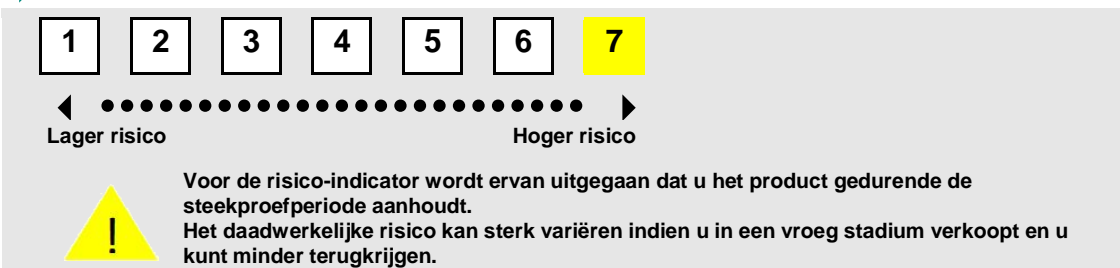 1 2 3 4 5 6 7
Lager risico Hoger risico
Voor de risico-indicator wordt ervan uitgegaan dat u het product gedurende de
steekproefperiode aanhoudt.
!
Het daadwerkelijke risico kan sterk variëren indien u in een vroeg stadium verkoopt en u
kunt minder terugkrijgen.